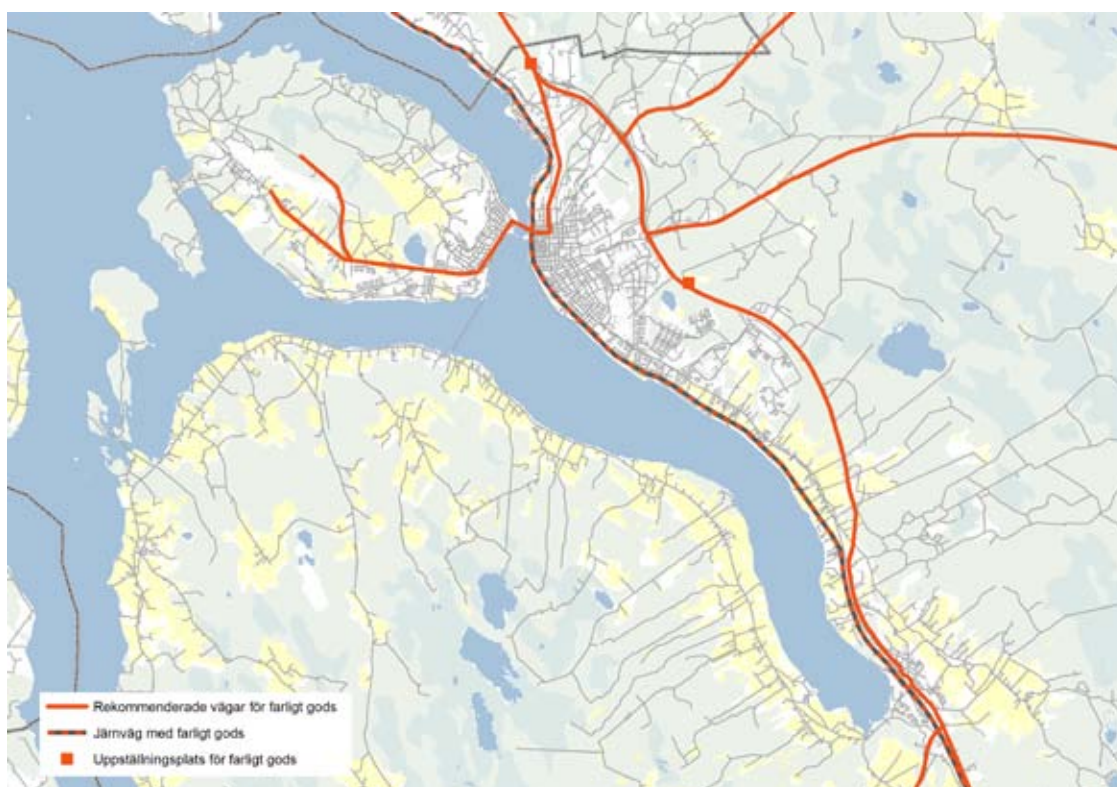 Rekommenderade vägar för farligt gods
Järnväg med farligt gods
Uppställningsplats för farligt gods